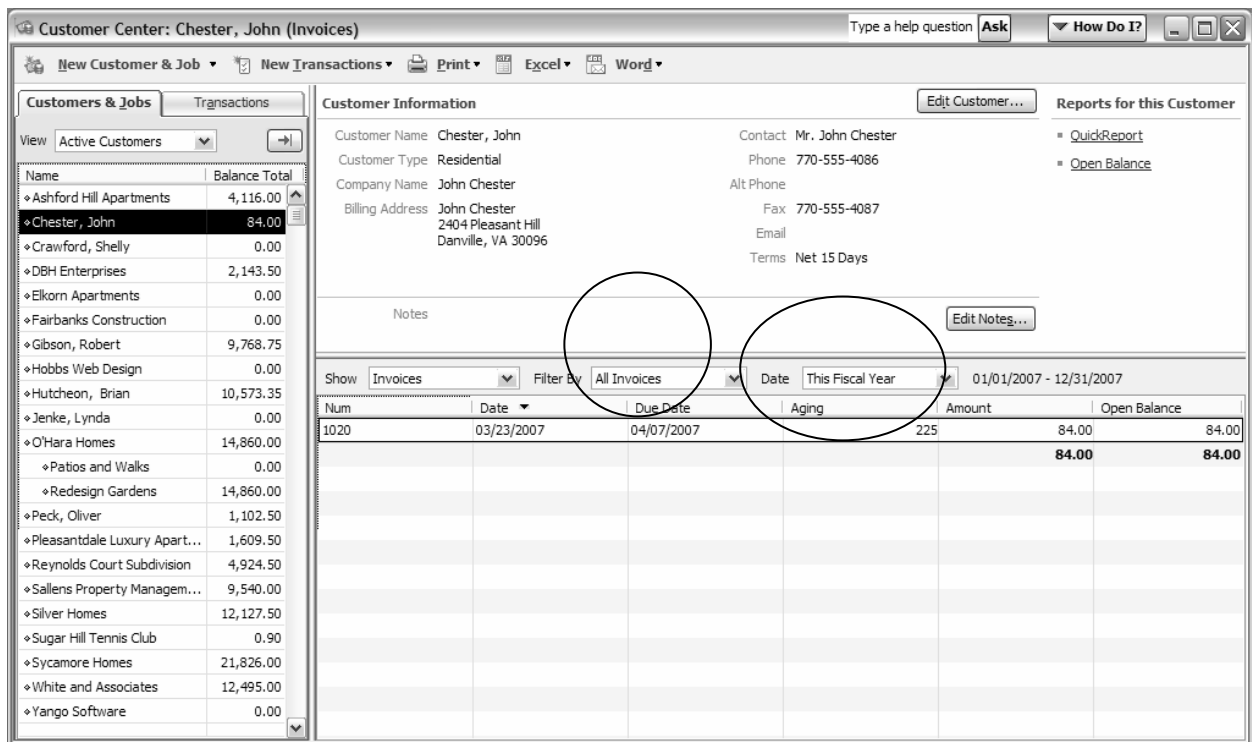 Customer Center: Chester, John (Invoices)
Type a help question Ask
How Do I?
New Customer & Job
New Transactions
Print
Excel
Word
Customers & Jobs
Transactions
View Active Customers
Name Balance Total
Ashford Hill Apartments 4,116.00
Chester, John 84.00
Crawford, Shelly 0.00
DBH Enterprises 2,143.50
Elkorn Apartments 0.00
Fairbanks Construction 0.00
Gibson, Robert 9,768.75
Hobbs Web Design 0.00
Hutcheon, Brian 10,573.35
Jenke, Lynda 0.00
O'Hara Homes 14,860.00
Patios and Walks 0.00
Redesign Gardens 14,860.00
Peck, Oliver 1,102.50
Pleasantdale Luxury Apart... 1,609.50
Reynolds Court Subdivision 4,924.50
Sallens Property Managem... 9,540.00
Silver Homes 12,127.50
Sugar Hill Tennis Club 0.90
Sycamore Homes 21,826.00
White and Associates 12,495.00
Yango Software 0.00
Customer Information
Edit Customer...
Customer Name Chester, John
Customer Type Residential
Company Name John Chester
Billing Address John Chester
2404 Pleasant Hill
Danville, VA 30096
Contact Mr. John Chester
Phone 770-555-4086
Alt Phone
Fax 770-555-4087
Email
Terms Net 15 Days
Notes
Edit Notes...
Reports for this Customer
QuickReport
Open Balance
Show Invoices Filter By All Invoices Date This Fiscal Year 01/01/2007 - 12/31/2007
Num Date Due Date Aging Amount Open Balance
1020 03/23/2007 04/07/2007 225 84.00 84.00
84.00 84.00